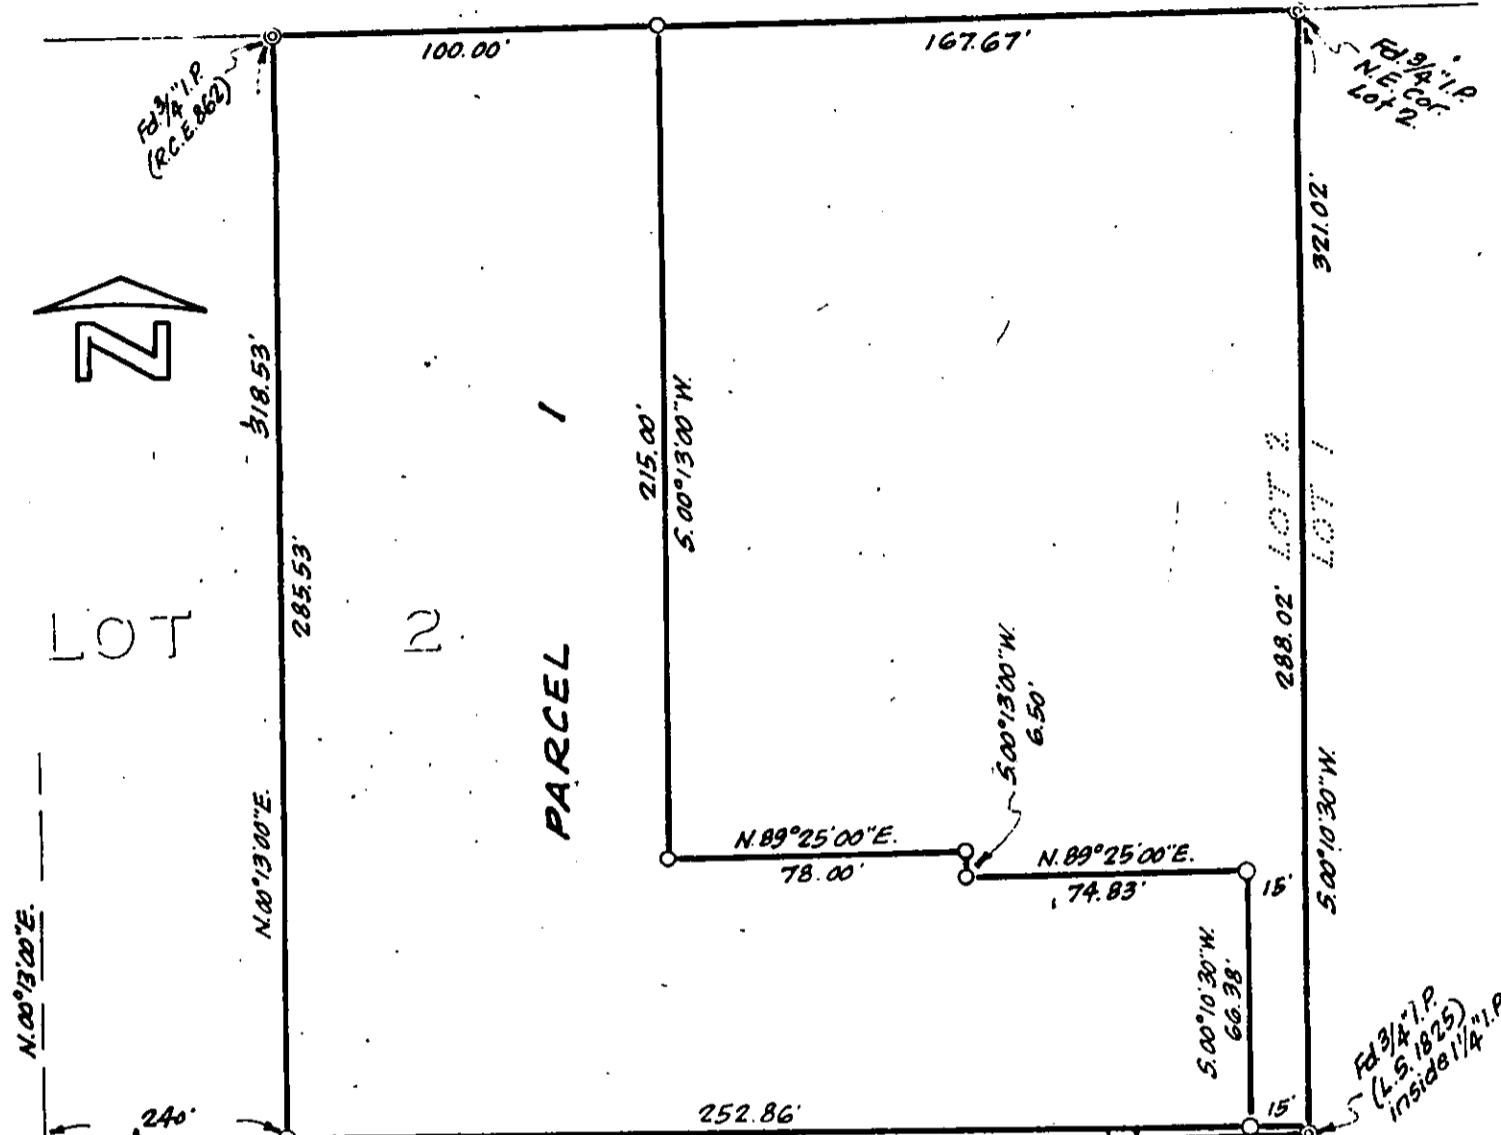 100.00'
167.67'
Fd. 3/4" I.P.
(R.C.E. 862)
Fd. 3/4" I.P.
N.E. Cor.
Lot 2.
321.02'
N
318.53'
285.53'
N.00°13'00"E.
LOT 2
PARCEL 1
215.00'
S.00°13'00"W.
LOT 2
LOT 1
288.02'
S.00°10'30"W.
S.00°13'00"W.
6.50'
N.89°25'00"E.
78.00'
N.89°25'00"E.
74.83'
15'
S.00°10'30"W.
66.38'
N.00°13'00"E.
240'
252.86'
15'
Fd. 3/4" I.P.
(L.S. 1825)
inside 1 1/4" I.P.